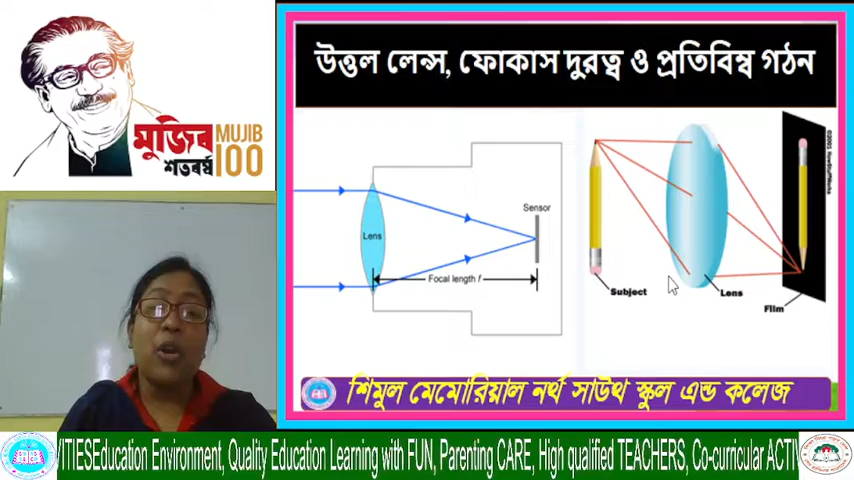 উত্তল লেন্স, ফোকাস দুরত্ব ও প্রতিবিম্ব গঠন
মুজিব MUJIB
শতবর্ষ 100
Sensor
Lens
Focal length f
Subject
Lens
Film
শিমুল মেমোরিয়াল নর্থ সাউথ স্কুল এন্ড কলেজ
VITIESEducation Environment, Quality Education Learning with FUN, Parenting CARE, High qualified TEACHERS, Co-curricular ACTIV